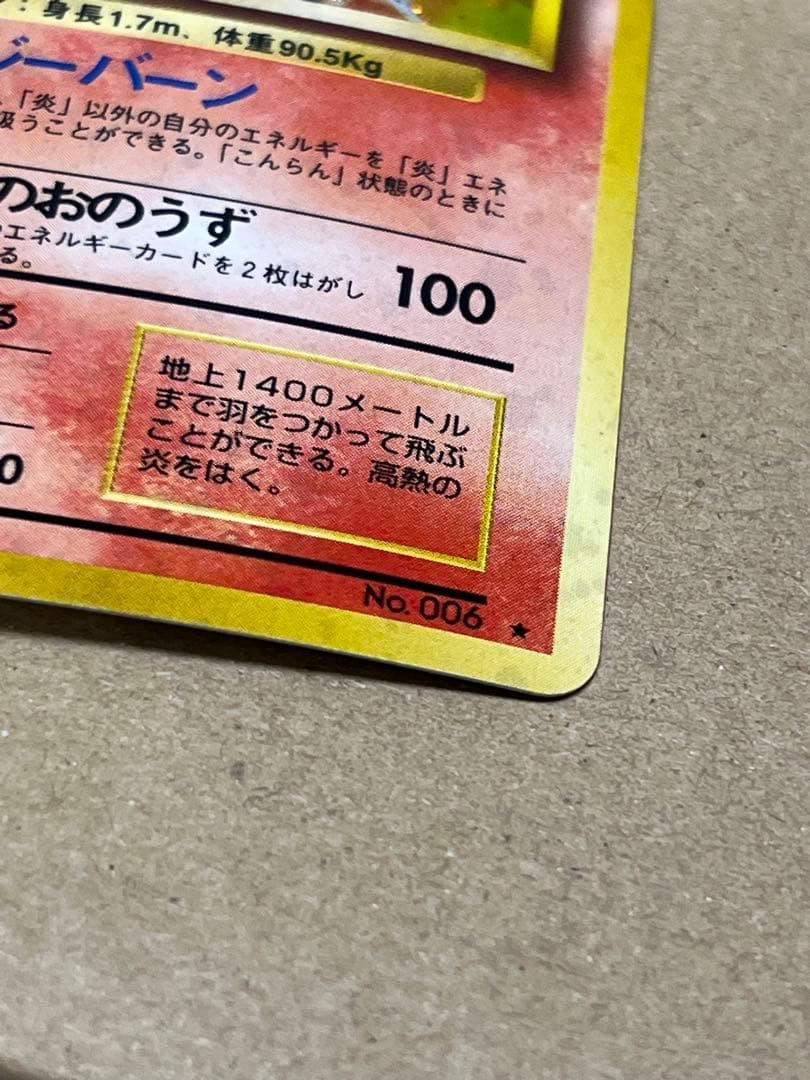 ：身長1.7m、体重90.5Kg
ジーバーン
、「炎」以外の自分のエネルギーを「炎」エネ
吸うことができる。「こんらん」状態のときに
のおのうず
エネルギーカードを2枚はがし 100
る。
る
地上1400メートル
まで羽をつかって飛ぶ
ことができる。高熱の
炎をはく。
0
No. 006 ★